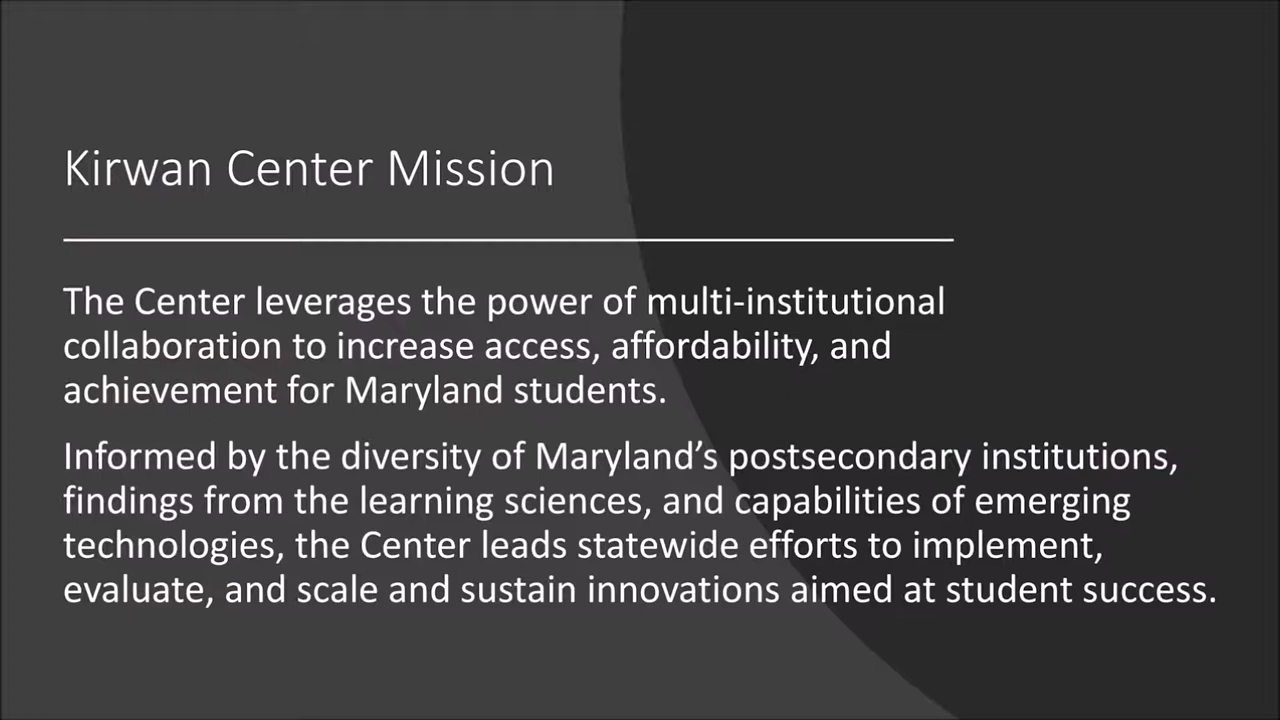 Kirwan Center Mission
The Center leverages the power of multi-institutional
collaboration to increase access, affordability, and
achievement for Maryland students.
Informed by the diversity of Maryland’s postsecondary institutions,
findings from the learning sciences, and capabilities of emerging
technologies, the Center leads statewide efforts to implement,
evaluate, and scale and sustain innovations aimed at student success.